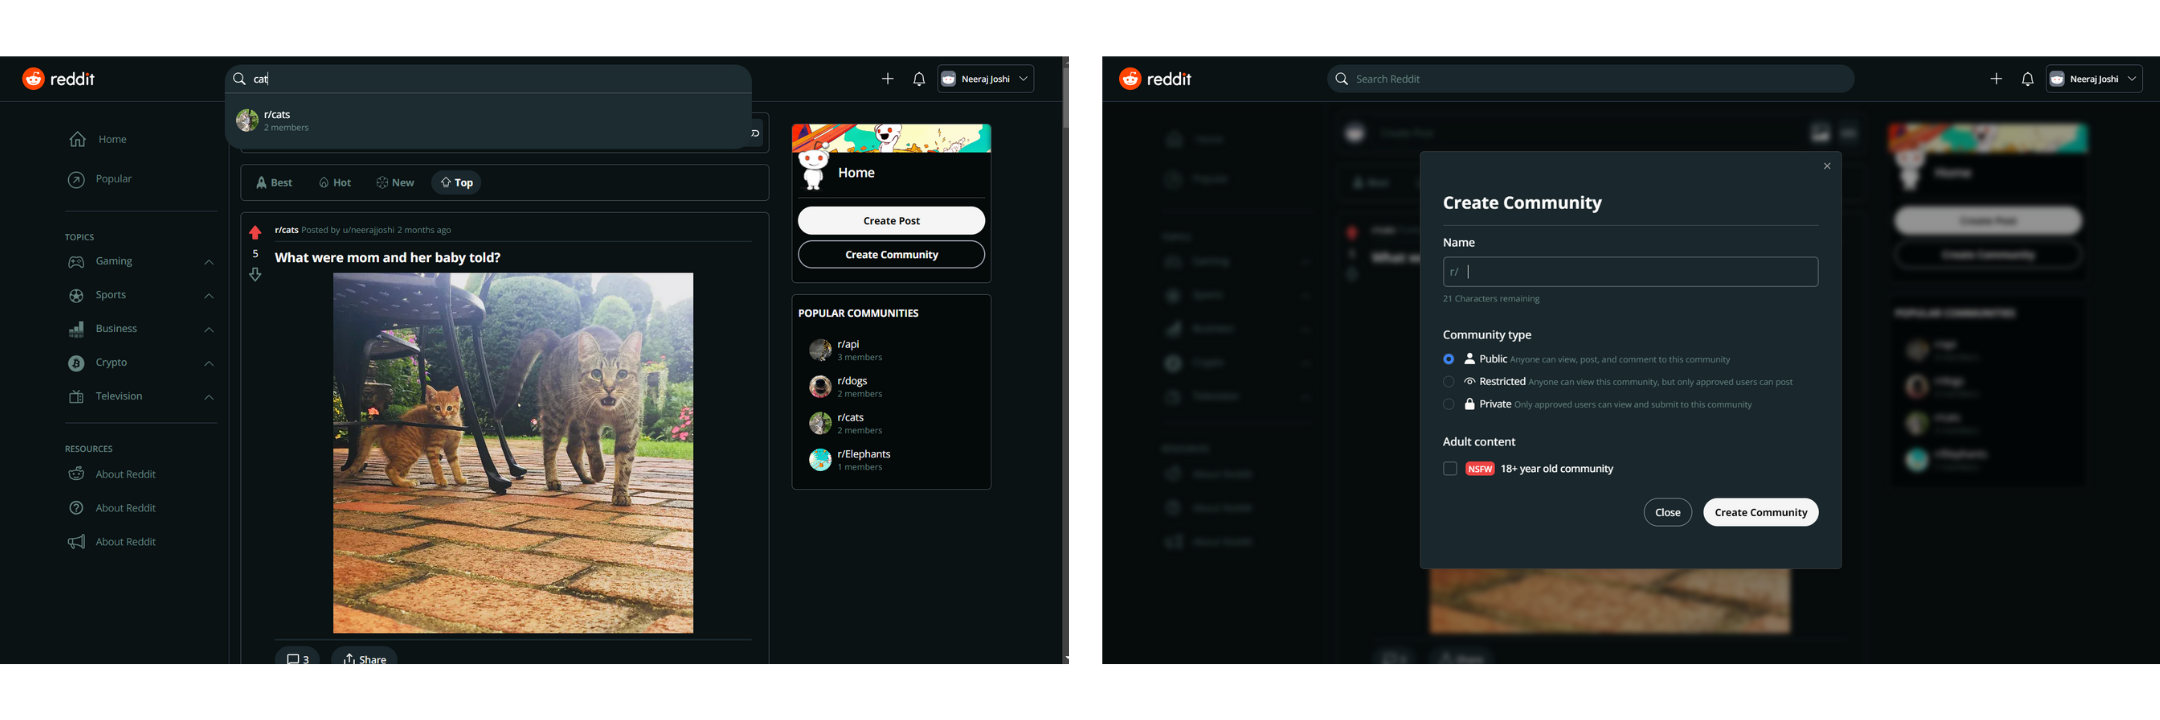 reddit
cat
Neeraj Joshi
r/cats
2 members
Home
Popular
TOPICS
Gaming
Sports
Business
Crypto
Television
RESOURCES
About Reddit
About Reddit
About Reddit
Best Hot New Top
r/cats Posted by u/neerajjoshi 2 months ago
5
What were mom and her baby told?
3 Share
Home
Create Post
Create Community
POPULAR COMMUNITIES
r/api
3 members
r/dogs
2 members
r/cats
2 members
r/Elephants
1 members
reddit
Search Reddit
Neeraj Joshi
Create Community
Name
r/
21 Characters remaining
Community type
Public Anyone can view, post, and comment to this community
Restricted Anyone can view this community, but only approved users can post
Private Only approved users can view and submit to this community
Adult content
NSFW 18+ year old community
Close Create Community